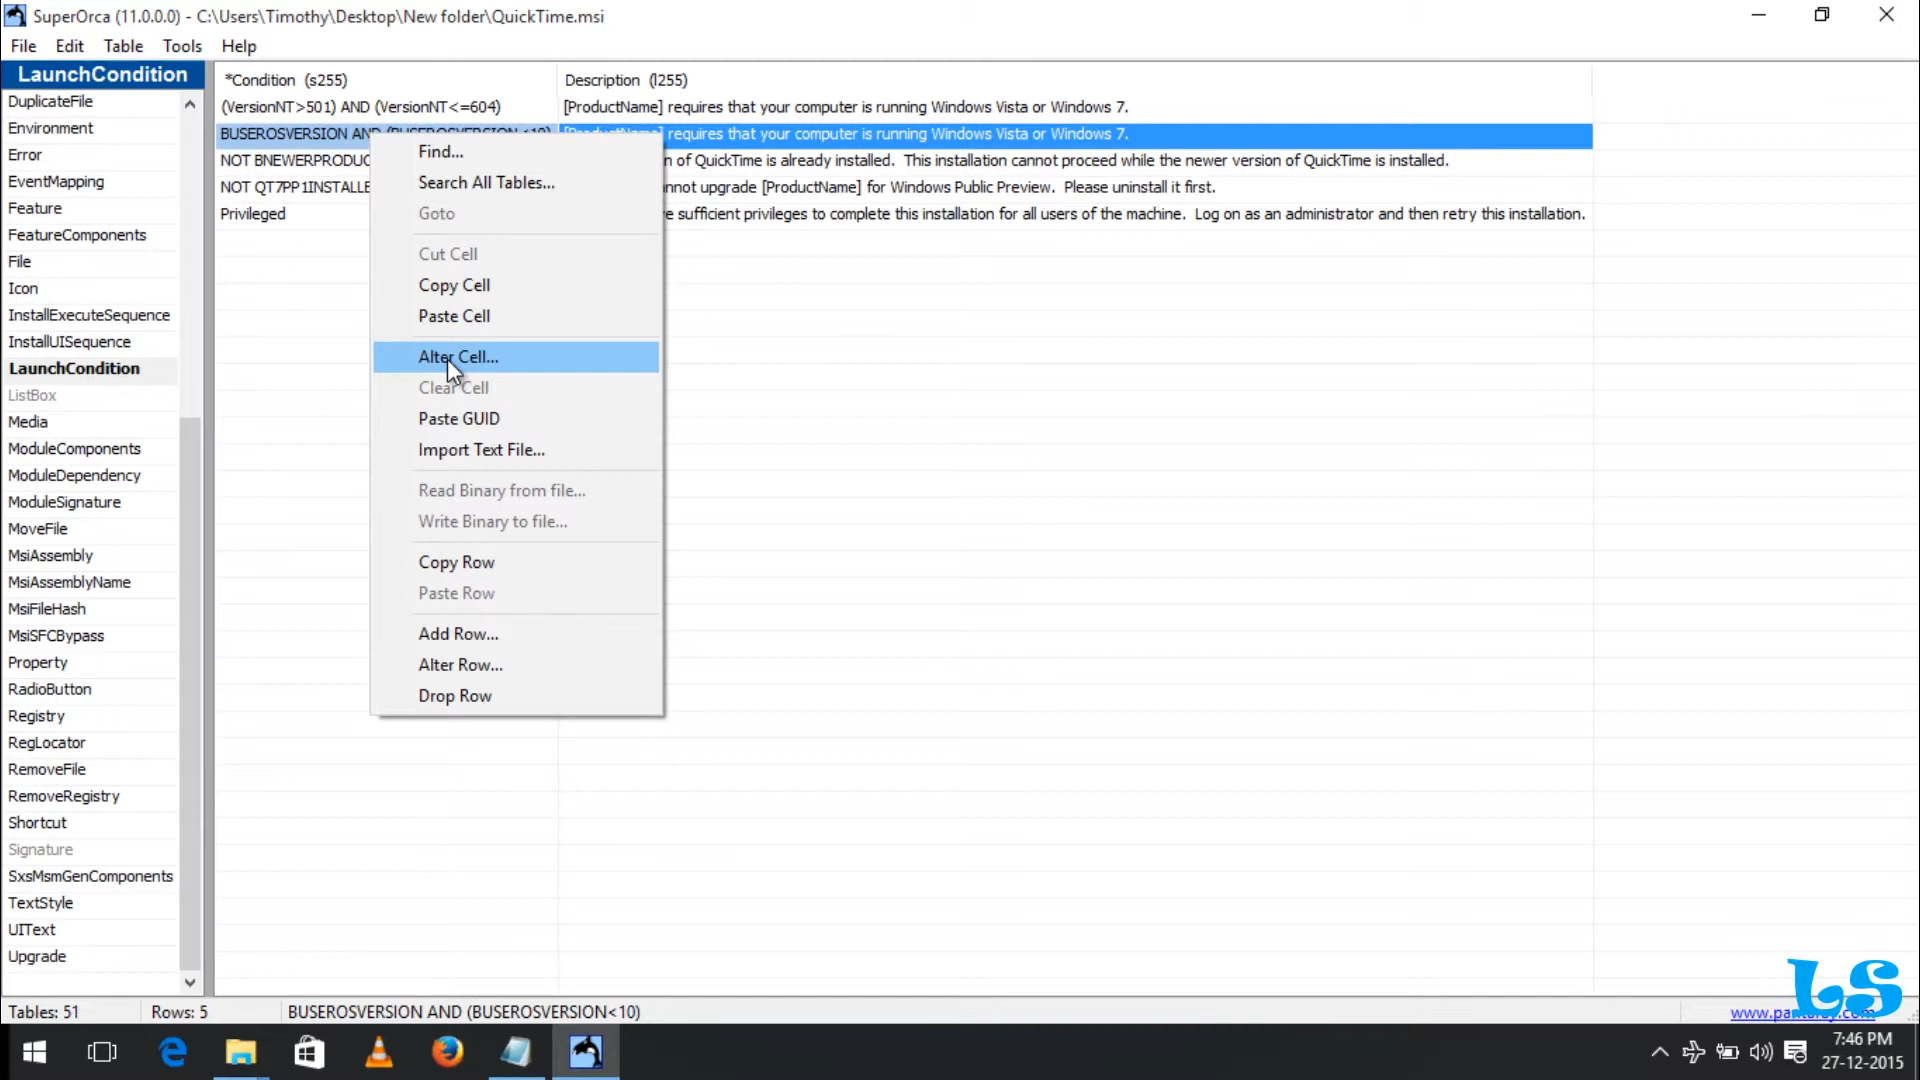 SuperOrca (11.0.0.0) - C:\Users\Timothy\Desktop\New folder\QuickTime.msi
File Edit Table Tools Help
LaunchCondition
DuplicateFile
Environment
Error
EventMapping
Feature
FeatureComponents
File
Icon
InstallExecuteSequence
InstallUISequence
LaunchCondition
ListBox
Media
ModuleComponents
ModuleDependency
ModuleSignature
MoveFile
MsiAssembly
MsiAssemblyName
MsiFileHash
MsiSFCBypass
Property
RadioButton
Registry
RegLocator
RemoveFile
RemoveRegistry
Shortcut
Signature
SxsMsmGenComponents
TextStyle
UIText
Upgrade
*Condition (s255) Description (l255)
(VersionNT>501) AND (VersionNT<=604) [ProductName] requires that your computer is running Windows Vista or Windows 7.
BUSEROSVERSION AND (BUSEROSVERSION<10) [ProductName] requires that your computer is running Windows Vista or Windows 7.
NOT BNEWERPRODUC n of QuickTime is already installed. This installation cannot proceed while the newer version of QuickTime is installed.
NOT QT7PP1INSTALLE nnot upgrade [ProductName] for Windows Public Preview. Please uninstall it first.
Privileged e sufficient privileges to complete this installation for all users of the machine. Log on as an administrator and then retry this installation.
Find...
Search All Tables...
Goto
Cut Cell
Copy Cell
Paste Cell
Alter Cell...
Clear Cell
Paste GUID
Import Text File...
Read Binary from file...
Write Binary to file...
Copy Row
Paste Row
Add Row...
Alter Row...
Drop Row
LS
Tables: 51 Rows: 5 BUSEROSVERSION AND (BUSEROSVERSION<10)
7:46 PM
27-12-2015